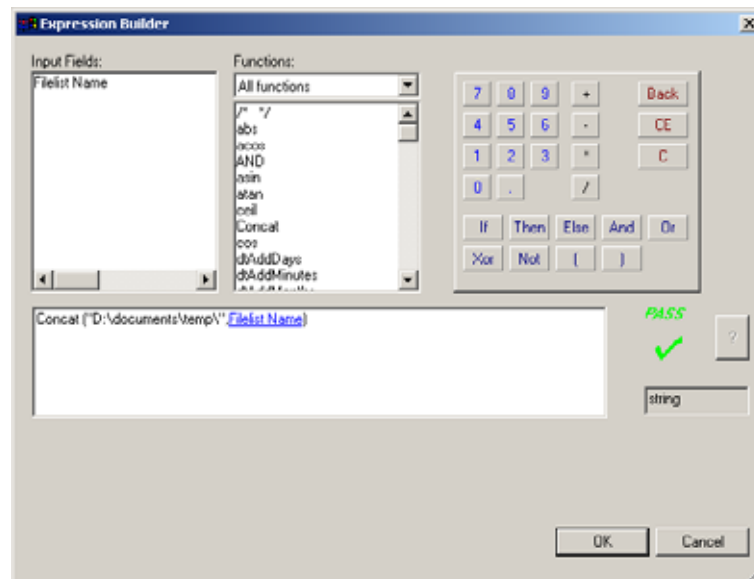 Expression Builder
Input Fields:
Filelist Name
Functions:
All functions
/* */
abs
acos
AND
asin
atan
ceil
Concat
cos
dtAddDays
dtAddMinutes
dtAddMonths
7 8 9 + Back
4 5 6 - CE
1 2 3 * C
0 . /
If Then Else And Or
Xor Not ( )
Concat ("D:\documents\temp\",Filelist Name)
PASS
?
string
OK Cancel